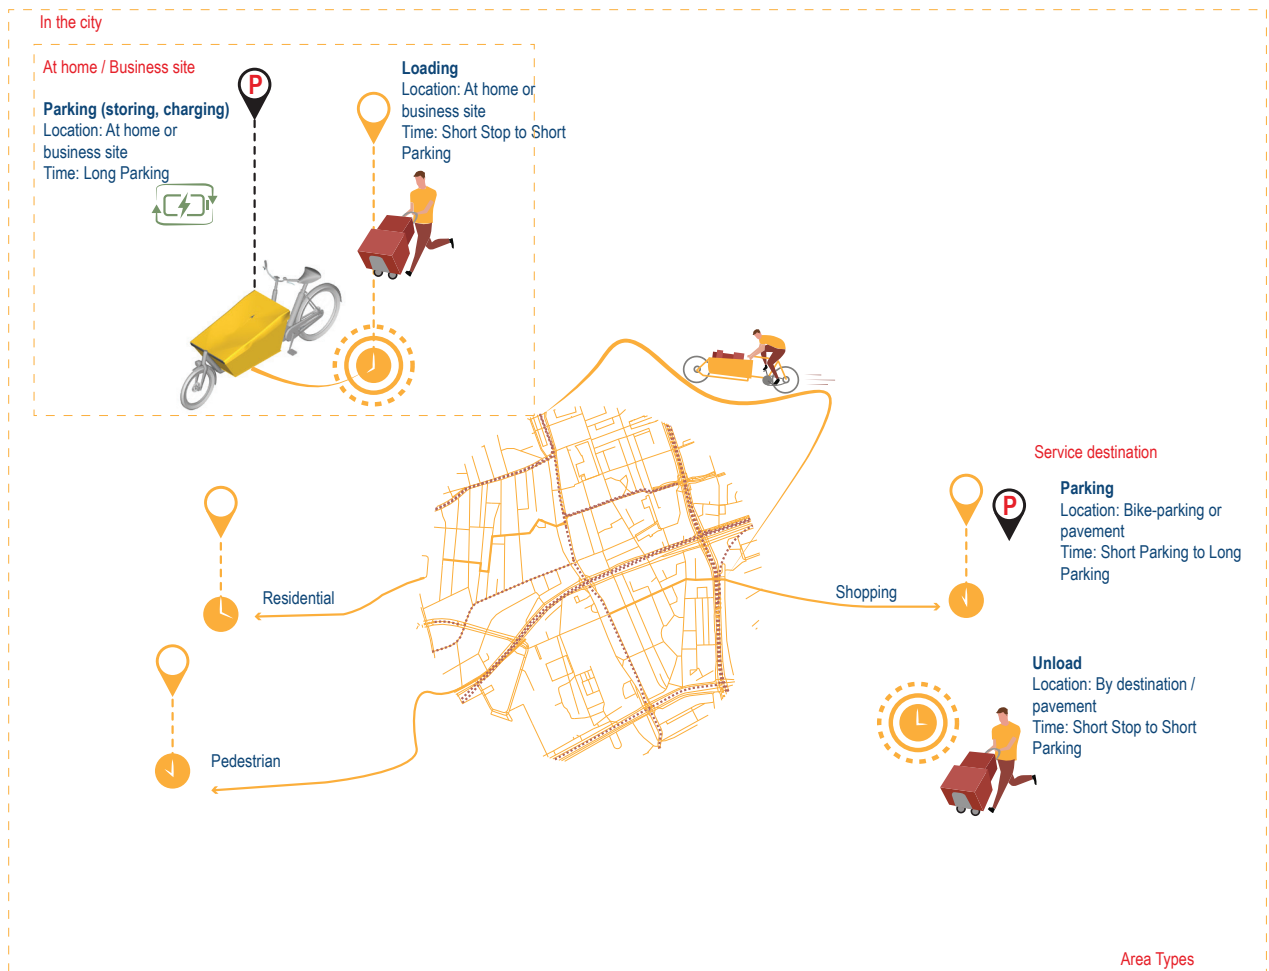 In the city
At home / Business site
Parking (storing, charging)
Location: At home or
business site
Time: Long Parking
P
Loading
Location: At home or
business site
Time: Short Stop to Short
Parking
Service destination
P
Parking
Location: Bike-parking or
pavement
Time: Short Parking to Long
Parking
Residential
Shopping
Pedestrian
Unload
Location: By destination /
pavement
Time: Short Stop to Short
Parking
Area Types